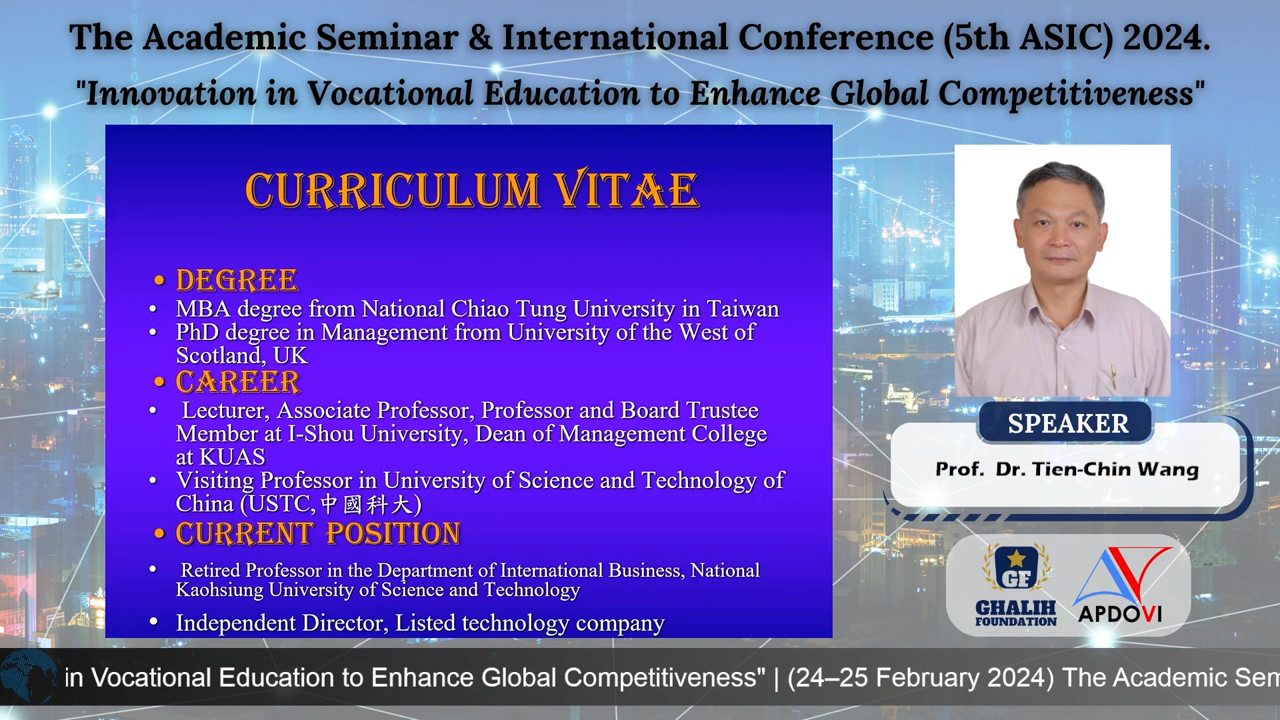 The Academic Seminar & International Conference (5th ASIC) 2024.
"Innovation in Vocational Education to Enhance Global Competitiveness"
CURRICULUM VITAE
• DEGREE
• MBA degree from National Chiao Tung University in Taiwan
• PhD degree in Management from University of the West of
Scotland, UK
• CAREER
• Lecturer, Associate Professor, Professor and Board Trustee
Member at I-Shou University, Dean of Management College
at KUAS
• Visiting Professor in University of Science and Technology of
China (USTC,中國科大)
• CURRENT POSITION
• Retired Professor in the Department of International Business, National
Kaohsiung University of Science and Technology
• Independent Director, Listed technology company
SPEAKER
Prof. Dr. Tien-Chin Wang
GF
GHALIH
FOUNDATION
APDOVI
in Vocational Education to Enhance Global Competitiveness" | (24–25 February 2024) The Academic Sem